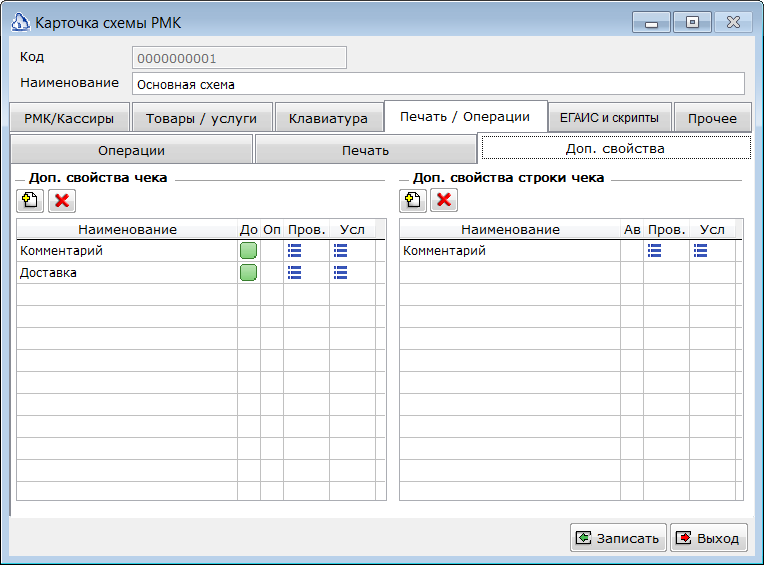 Карточка схемы РМК
Код 0000000001
Наименование Основная схема
РМК/Кассиры Товары / услуги Клавиатура Печать / Операции ЕГАИС и скрипты Прочее
Операции Печать Доп. свойства
Доп. свойства чека Доп. свойства строки чека
Наименование До Оп Пров. Усл Наименование Ав Пров. Усл
Комментарий Комментарий
Доставка
Записать Выход